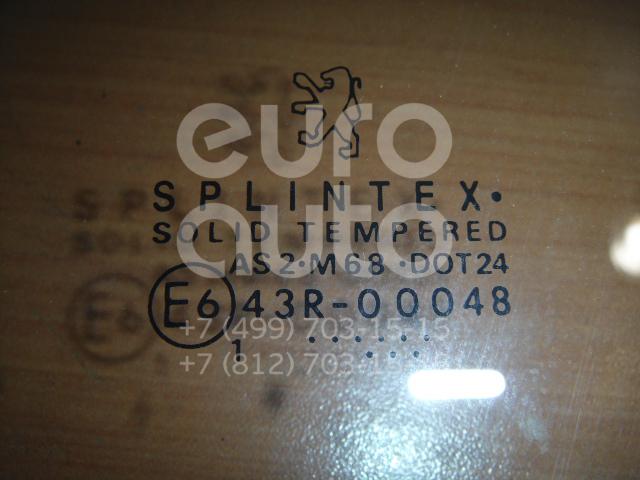 euro
SPLINTEX.
auto
SOLID TEMPERED
AS2·M68·DOT24
E6 43R-00048
+7 (499) 703-15-13
1
+7 (812) 703-15-